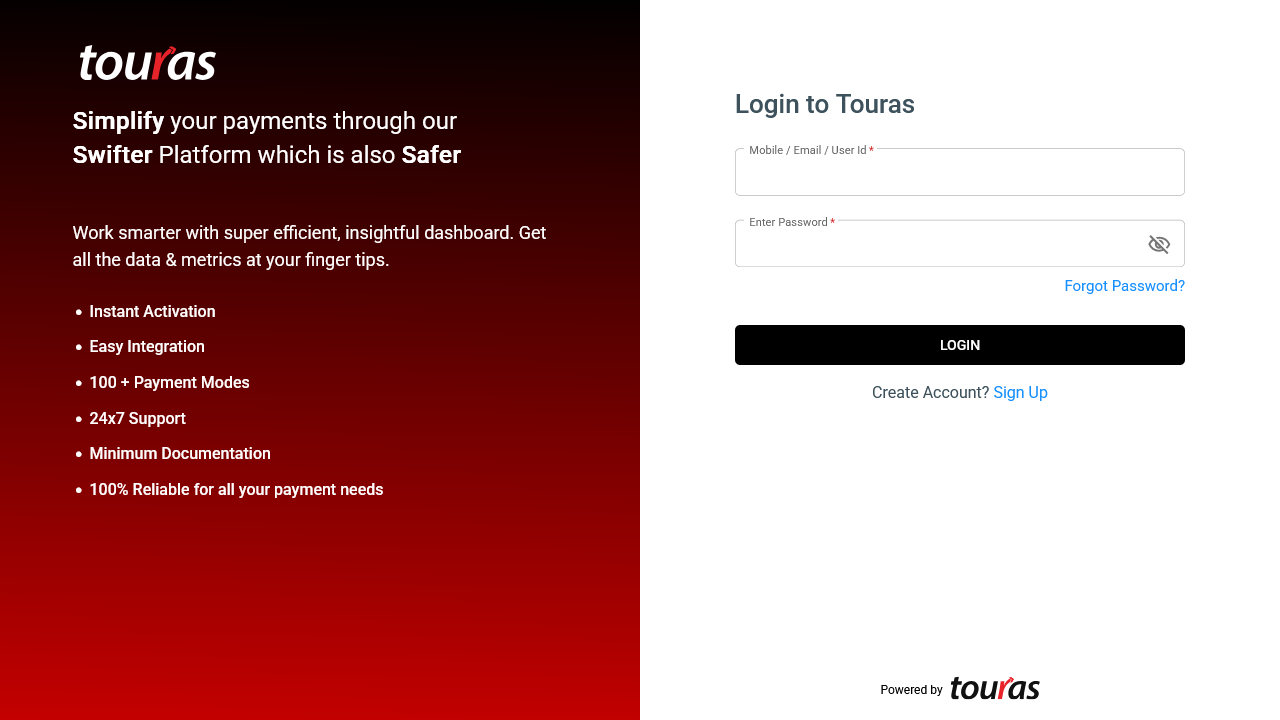 touras
Simplify your payments through our
Swifter Platform which is also Safer
Work smarter with super efficient, insightful dashboard. Get
all the data & metrics at your finger tips.
• Instant Activation
• Easy Integration
• 100 + Payment Modes
• 24x7 Support
• Minimum Documentation
• 100% Reliable for all your payment needs
Login to Touras
Mobile / Email / User Id *
Enter Password *
Forgot Password?
LOGIN
Create Account? Sign Up
Powered by touras